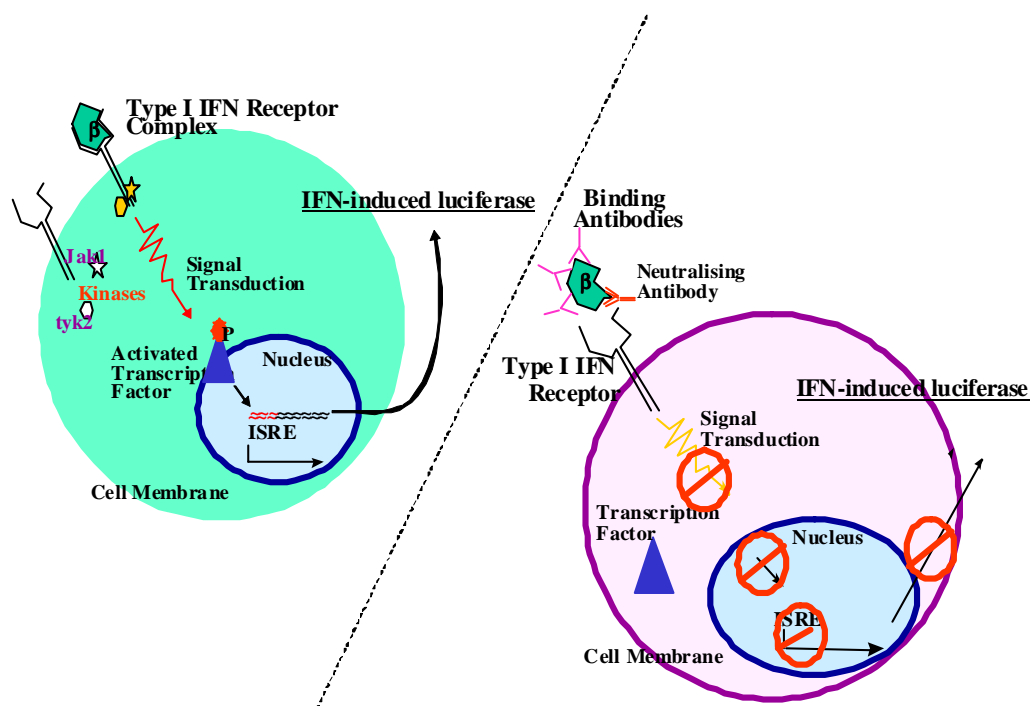 Type I IFN Receptor
Complex
β
IFN-induced luciferase
Jak1
Kinases
tyk2
Signal
Transduction
P
Activated
Transcription
Factor
Nucleus
ISRE
Cell Membrane
Binding
Antibodies
β
Neutralising
Antibody
Type I IFN
Receptor
IFN-induced luciferase
Signal
Transduction
Transcription
Factor
Nucleus
ISRE
Cell Membrane